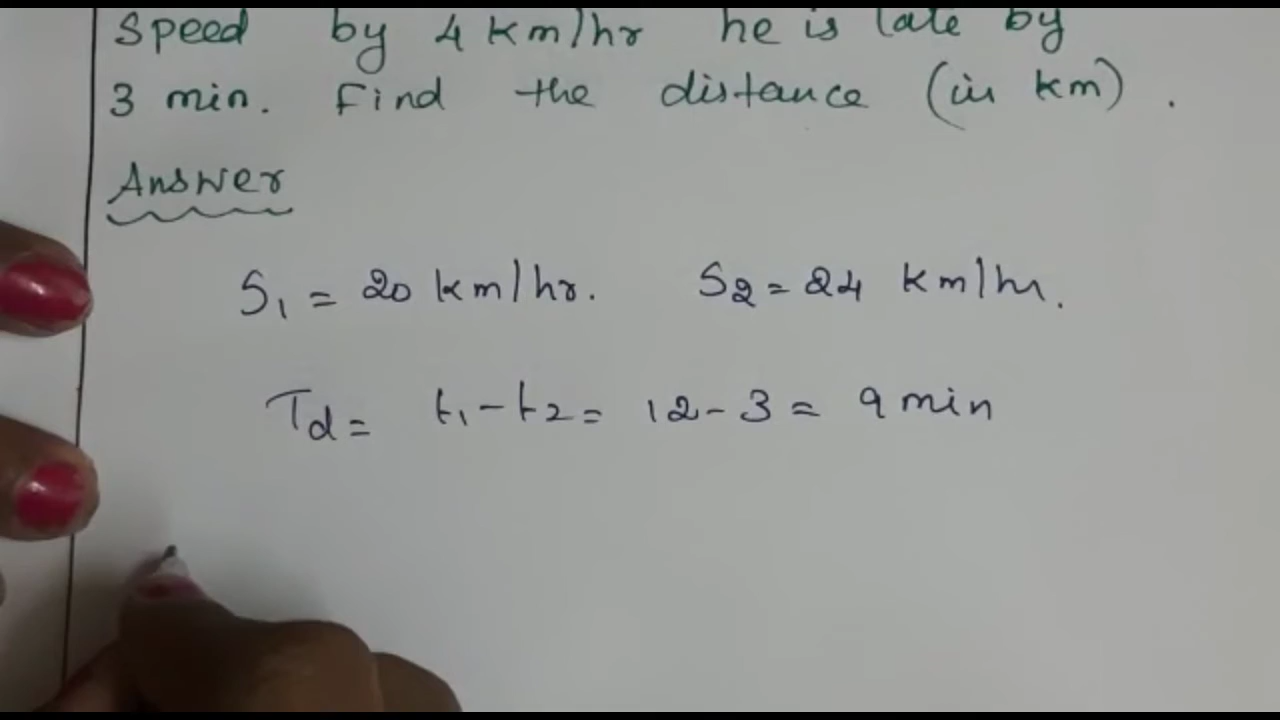 Speed by 4 km/hr he is late by
3 min. Find the distance (in km).
Answer
S1 = 20 km/hr. S2 = 24 km/hr.
Td = t1 - t2 = 12 - 3 = 9 min